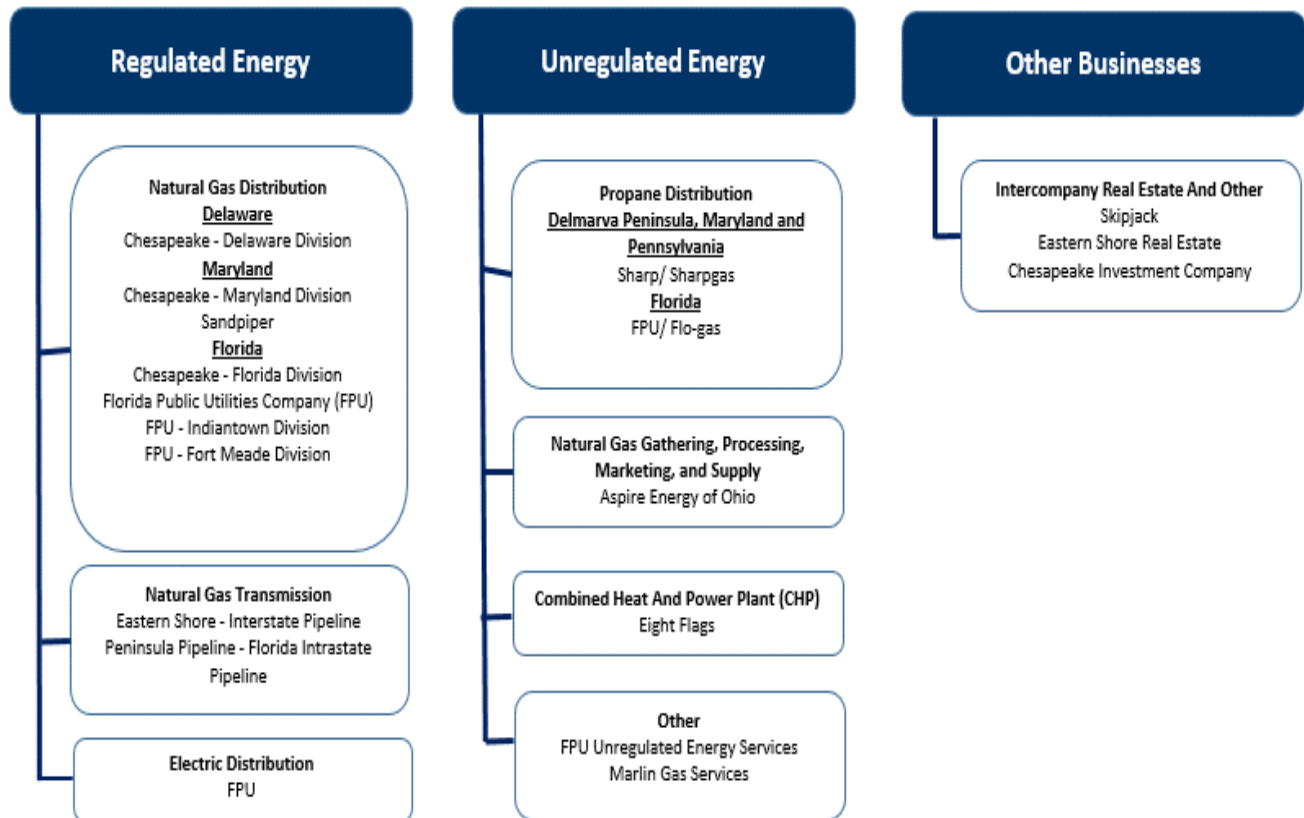 Regulated Energy
Natural Gas Distribution
Delaware
Chesapeake - Delaware Division
Maryland
Chesapeake - Maryland Division
Sandpiper
Florida
Chesapeake - Florida Division
Florida Public Utilities Company (FPU)
FPU - Indiantown Division
FPU - Fort Meade Division
Natural Gas Transmission
Eastern Shore - Interstate Pipeline
Peninsula Pipeline - Florida Intrastate
Pipeline
Electric Distribution
FPU
Unregulated Energy
Propane Distribution
Delmarva Peninsula, Maryland and
Pennsylvania
Sharp/ Sharpgas
Florida
FPU/ Flo-gas
Natural Gas Gathering, Processing,
Marketing, and Supply
Aspire Energy of Ohio
Combined Heat And Power Plant (CHP)
Eight Flags
Other
FPU Unregulated Energy Services
Marlin Gas Services
Other Businesses
Intercompany Real Estate And Other
Skipjack
Eastern Shore Real Estate
Chesapeake Investment Company